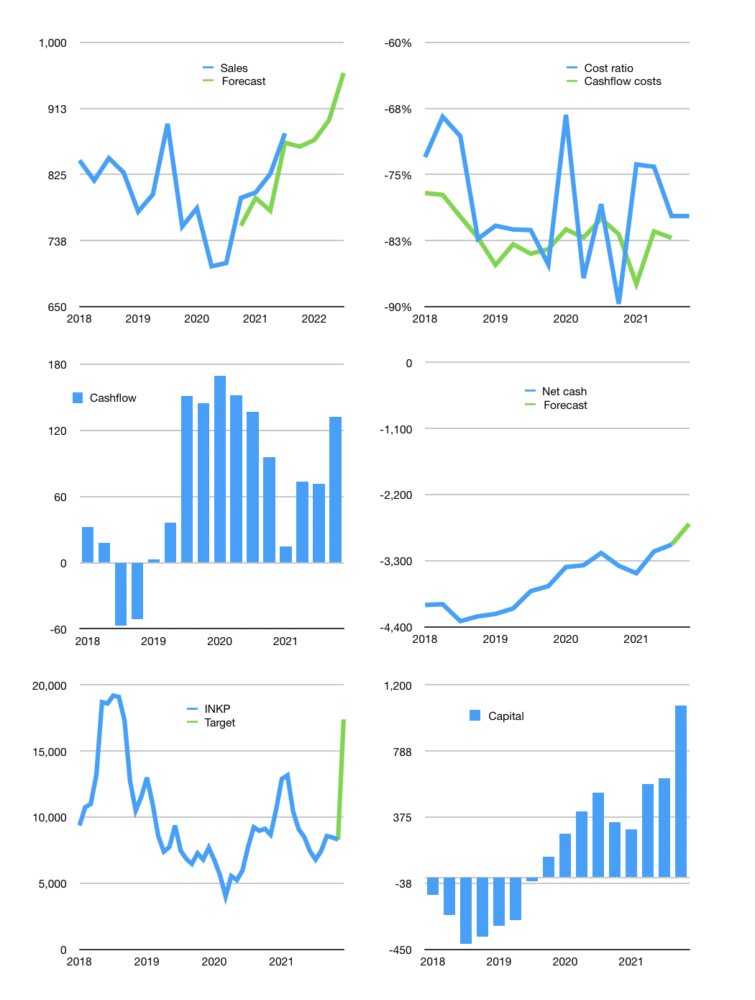 1,000
Sales
Forecast
913
825
738
650
2018 2019 2020 2021 2022
-60%
Cost ratio
Cashflow costs
-68%
-75%
-83%
-90%
2018 2019 2020 2021
180
Cashflow
120
60
0
-60
2018 2019 2020 2021
0
Net cash
Forecast
-1,100
-2,200
-3,300
-4,400
2018 2019 2020 2021
20,000
INKP
Target
15,000
10,000
5,000
0
2018 2019 2020 2021
1,200
Capital
788
375
-38
-450
2018 2019 2020 2021